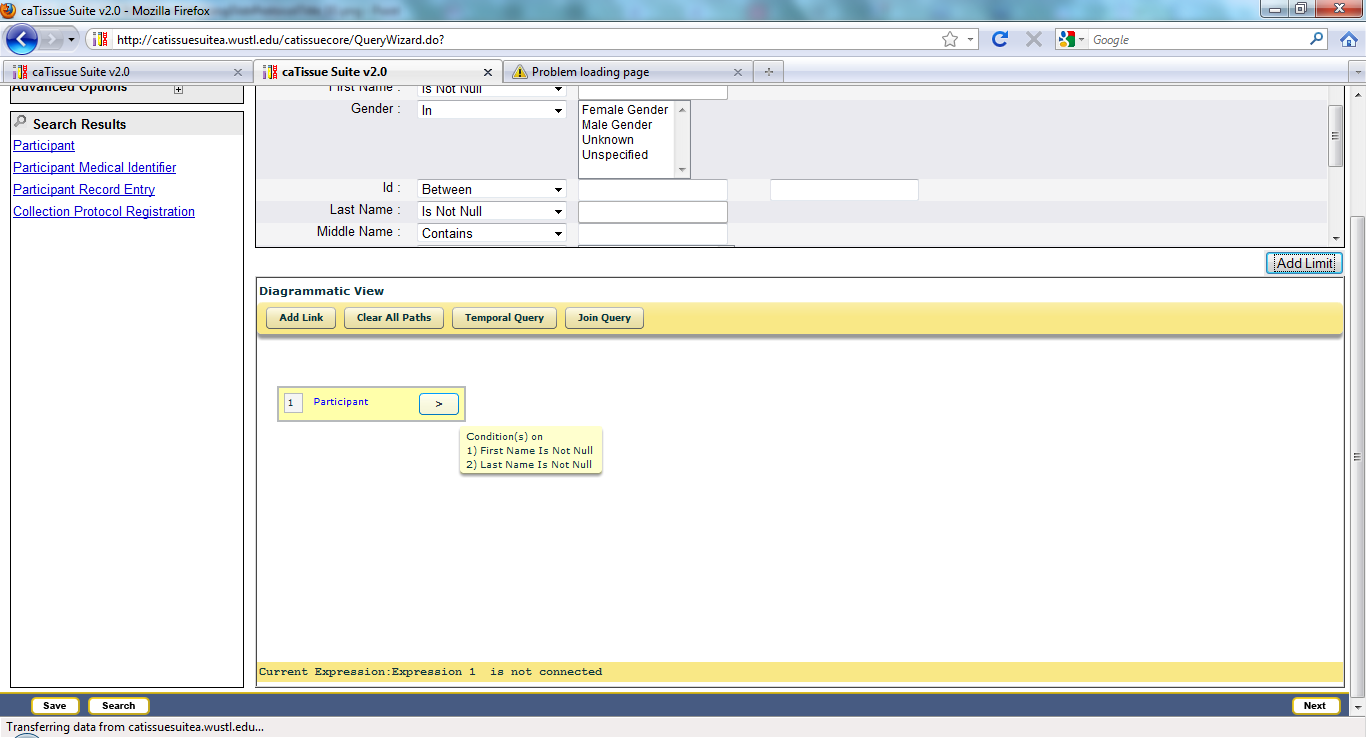 caTissue Suite v2.0 - Mozilla Firefox
http://catissuesuitea.wustl.edu/catissuecore/QueryWizard.do?
Google
caTissue Suite v2.0
caTissue Suite v2.0
Problem loading page
Advanced Options
Search Results
Participant
Participant Medical Identifier
Participant Record Entry
Collection Protocol Registration
First Name : Is Not Null
Gender : In
Female Gender
Male Gender
Unknown
Unspecified
Id : Between
Last Name : Is Not Null
Middle Name : Contains
Add Limit
Diagrammatic View
Add Link Clear All Paths Temporal Query Join Query
1 Participant >
Condition(s) on
1) First Name Is Not Null
2) Last Name Is Not Null
Current Expression:Expression 1 is not connected
Save Search Next
Transferring data from catissuesuitea.wustl.edu...